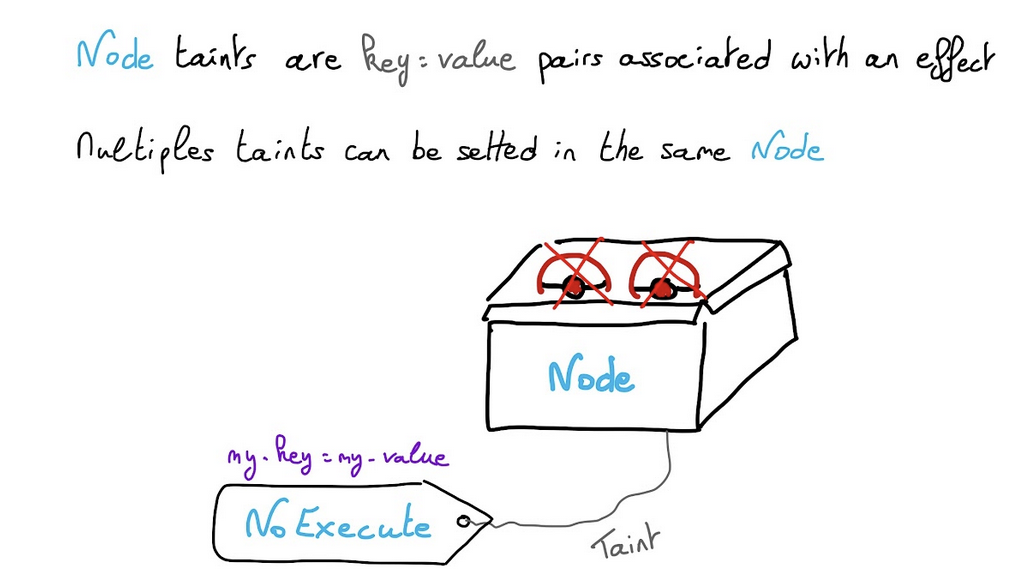 Node taints are key=value pairs associated with an effect
Multiples taints can be setted in the same Node
Node
my-key=my-value
NoExecute
Taint